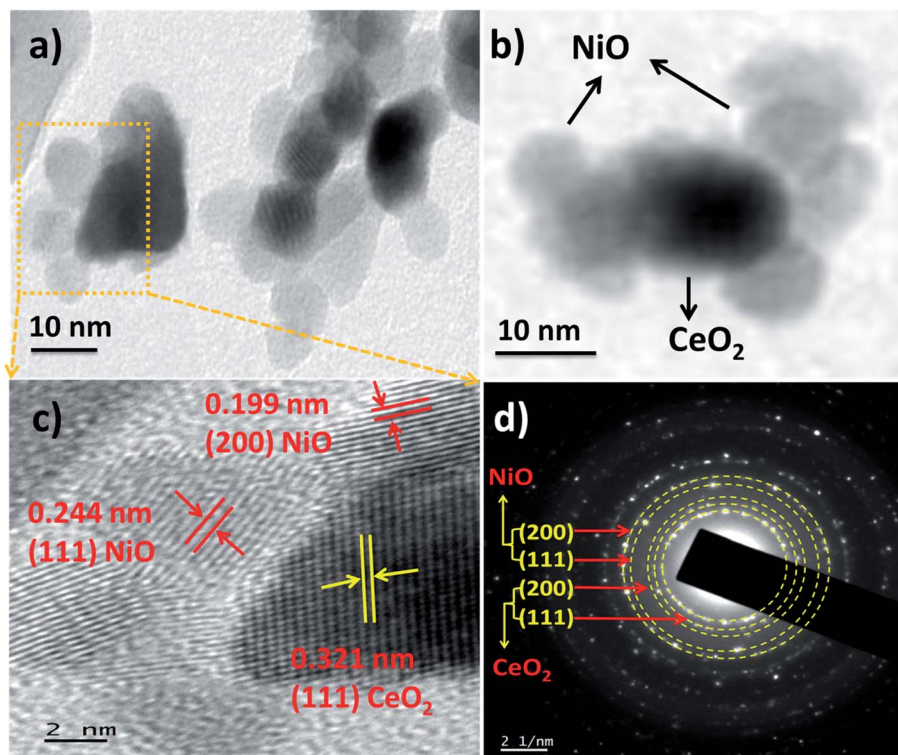 a)
10 nm
b)
NiO
CeO₂
10 nm
c)
0.199 nm
(200) NiO
0.244 nm
(111) NiO
0.321 nm
(111) CeO₂
2 nm
d)
NiO
(200)
(111)
(200)
(111)
CeO₂
2 1/nm